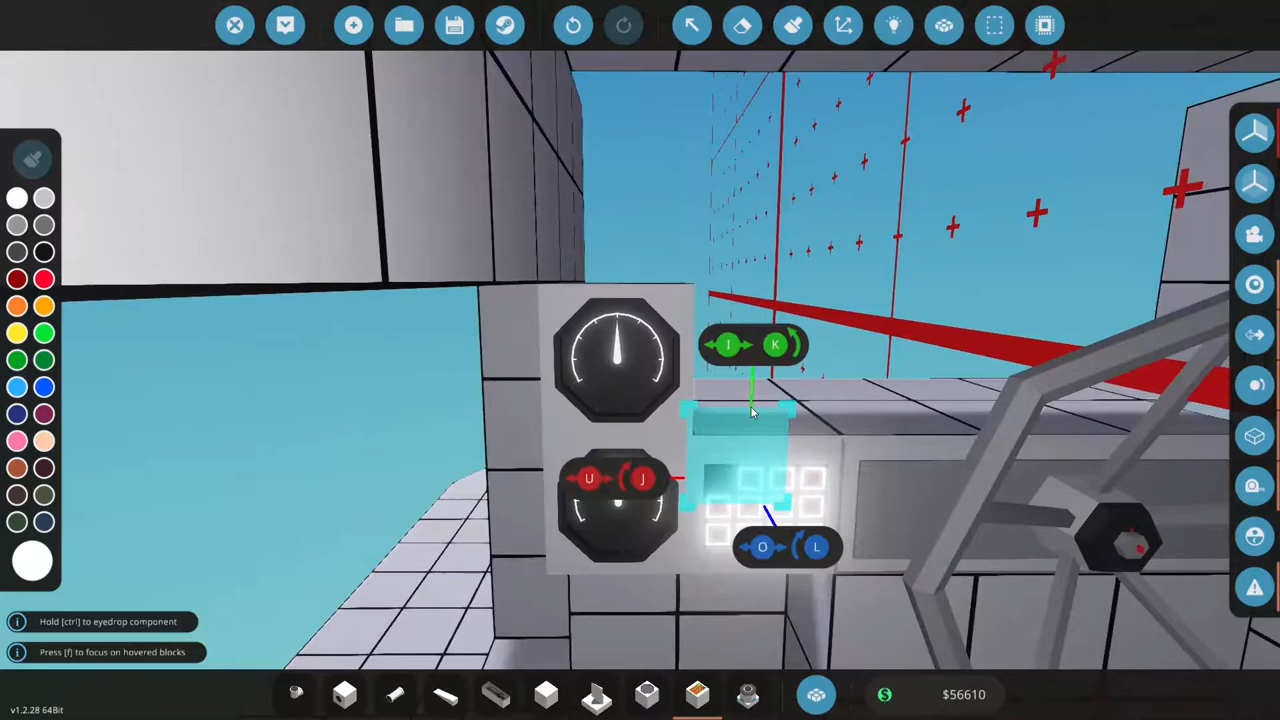 I K
U J
O L
Hold [ctrl] to eyedrop component
Press [f] to focus on hovered blocks
$ $56610
v1.2.28 64Bit